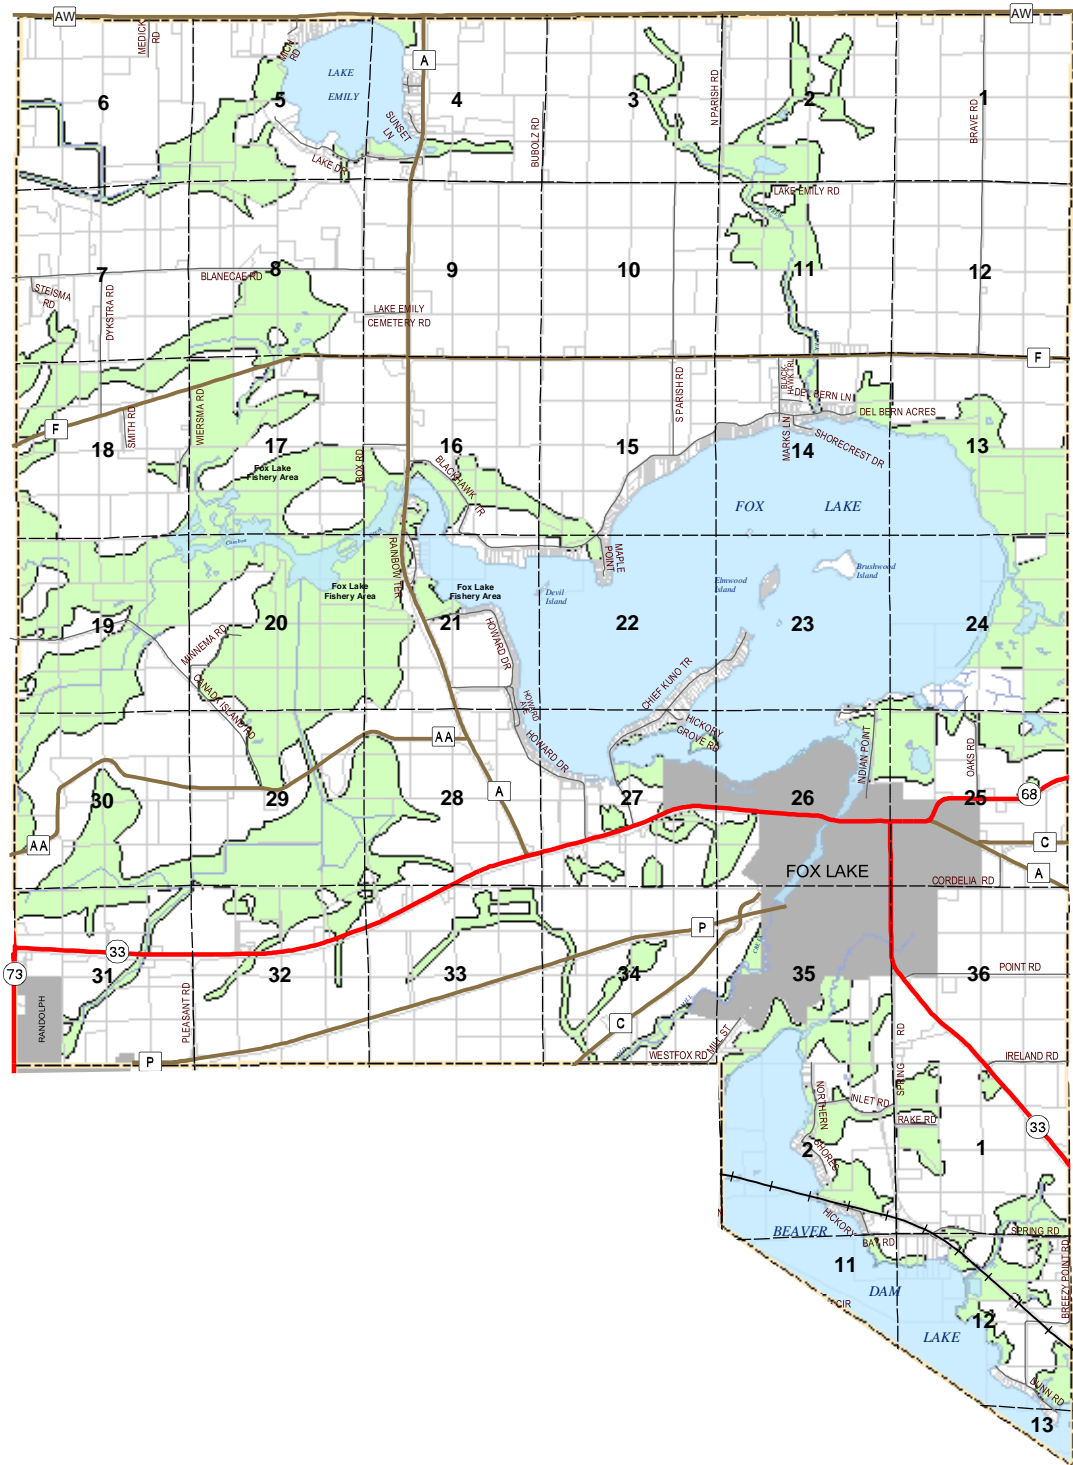 AW
AW
MEDICK RD
MICN RD
A
LAKE
EMILY
SUNSET LN
LAKE DR
6
5
4
3
2
1
BUBOLZ RD
N PARISH RD
BRAVE RD
LAKE EMILY RD
7
8
9
10
11
12
BLANECAE RD
STEISMA RD
DYKSTRA RD
LAKE EMILY
CEMETERY RD
F
F
SMITH RD
WIERSMA RD
BOX RD
S PARISH RD
BLACK HAWK TRL
DEL BERN LN
DEL BERN ACRES
MARKS LN
SHORECREST DR
18
17
16
15
14
13
Fox Lake
Fishery Area
BLACKHAWK TR
FOX LAKE
MAPLE POINT
RAINBOW TER
Fox Lake
Fishery Area
Fox Lake
Fishery Area
Devil
Island
Elmwood
Island
Brushwood
Island
19
20
21
22
23
24
MINNEMA RD
CANADA ISLAND RD
HOWARD DR
HOWARD AVE
HOWARD DR
CHIEF KUNO TR
HICKORY
GROVE RD
INDIAN POINT
OAKS RD
AA
AA
A
30
29
28
27
26
25
68
C
A
FOX LAKE
CORDELIA RD
P
33
73
31
32
33
34
35
36
RANDOLPH
PLEASANT RD
POINT RD
C
P
WESTFOX RD
MILL ST
SPRING RD
IRELAND RD
NORTHERN SHORES
INLET RD
RAKE RD
33
2
1
HICKORY
BAY RD
SPRING RD
BREEZY POINT RD
BEAVER
DAM
LAKE
11
12
CIR
DUNN RD
13